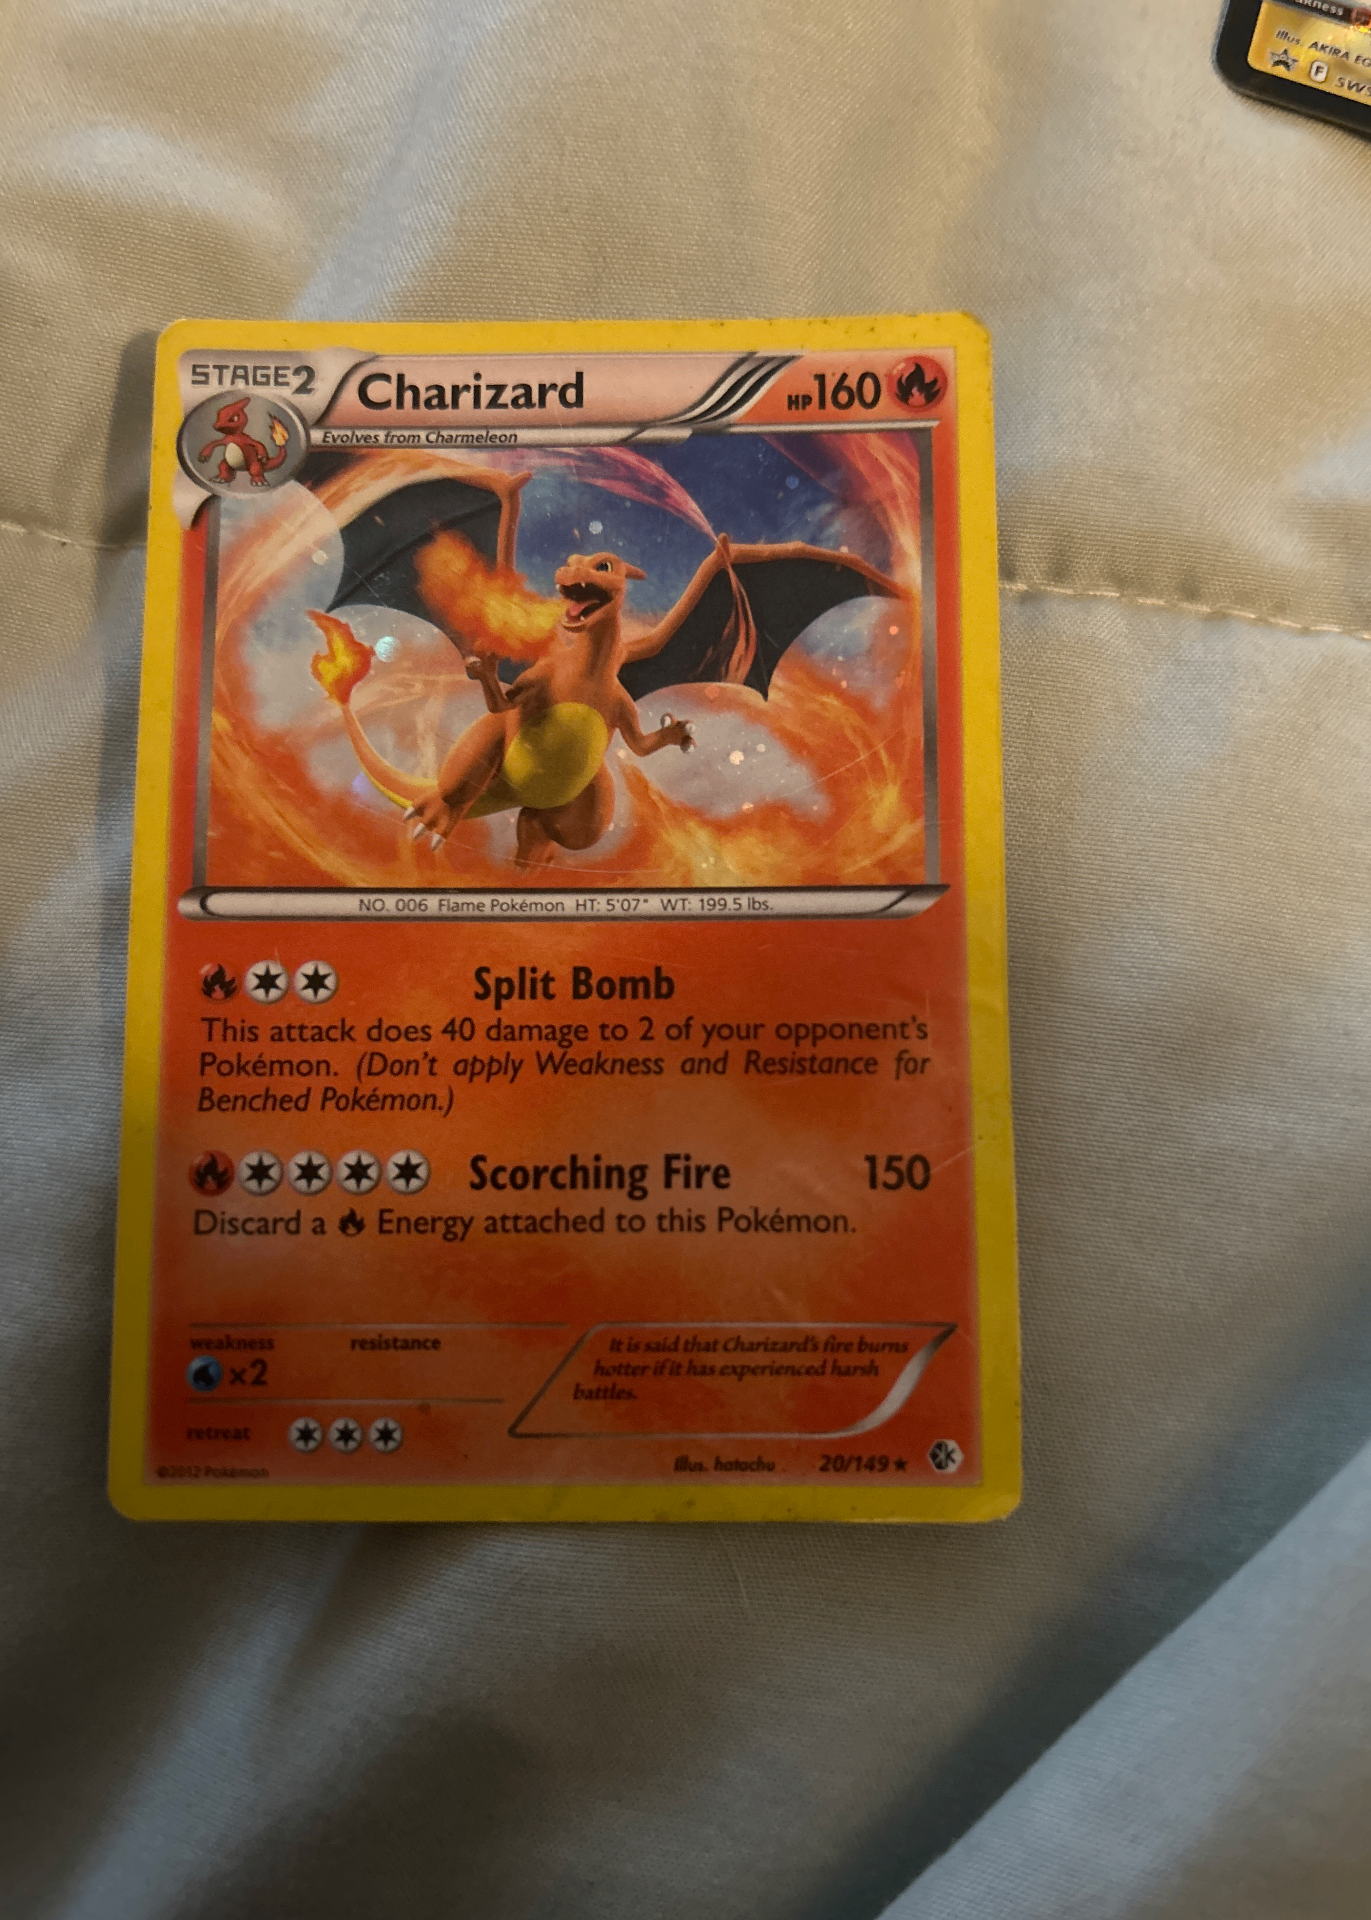 Illus. AKIRA EG
F SWS
STAGE2
Charizard
HP160
Evolves from Charmeleon
NO. 006 Flame Pokémon HT: 5'07" WT: 199.5 lbs.
Split Bomb
This attack does 40 damage to 2 of your opponent's
Pokémon. (Don't apply Weakness and Resistance for
Benched Pokémon.)
Scorching Fire 150
Discard a Energy attached to this Pokémon.
weakness resistance
×2
It is said that Charizard's fire burns
hotter if it has experienced harsh
battles.
retreat
©2012 Pokémon
Illus. hatachu 20/149 ★